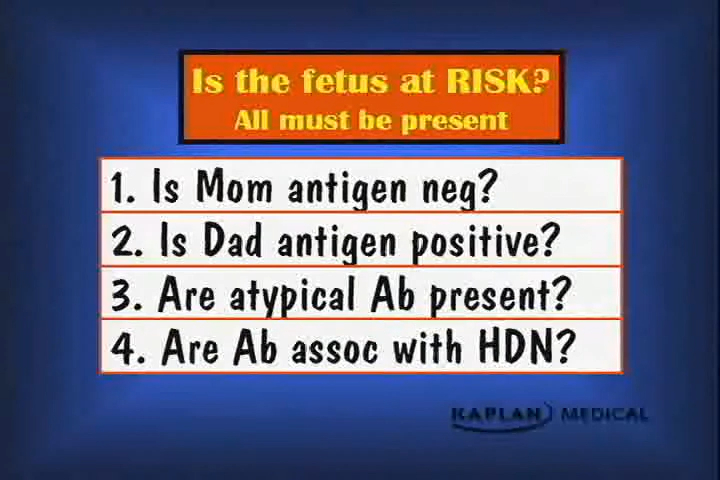 Is the fetus at RISK?
All must be present
1. Is Mom antigen neg?
2. Is Dad antigen positive?
3. Are atypical Ab present?
4. Are Ab assoc with HDN?
KAPLAN MEDICAL